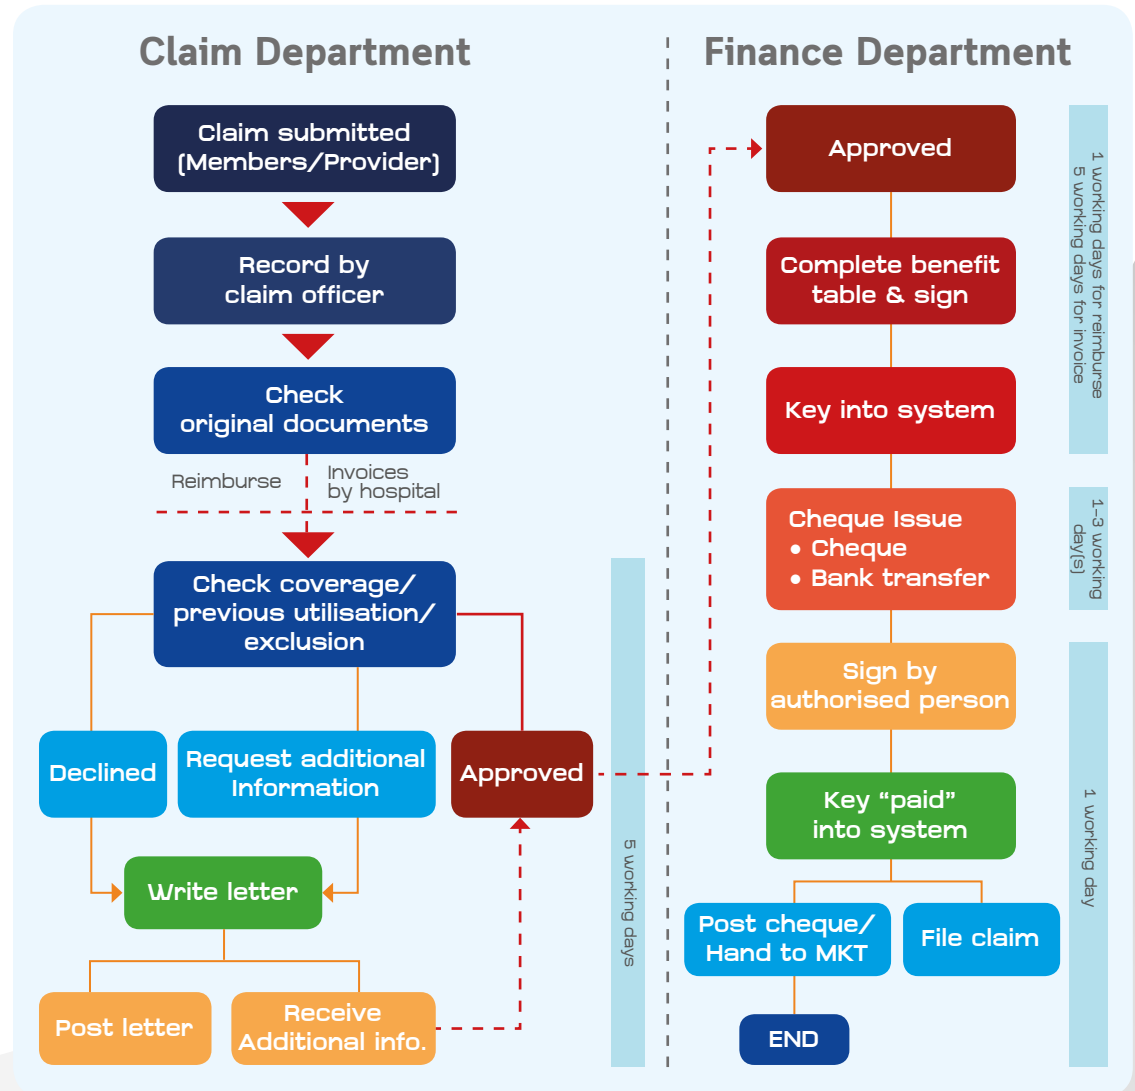 Claim Department
Claim submitted
(Members/Provider)
Record by
claim officer
Check
original documents
Reimburse
Invoices
by hospital
Check coverage/
previous utilisation/
exclusion
Declined
Request additional
Information
Approved
Write letter
Post letter
Receive
Additional info.
5 working days
Finance Department
Approved
Complete benefit
table & sign
Key into system
1 working days for reimburse
5 working days for invoice
Cheque Issue
• Cheque
• Bank transfer
1-3 working
day(s)
Sign by
authorised person
Key “paid”
into system
Post cheque/
Hand to MKT
File claim
END
1 working day